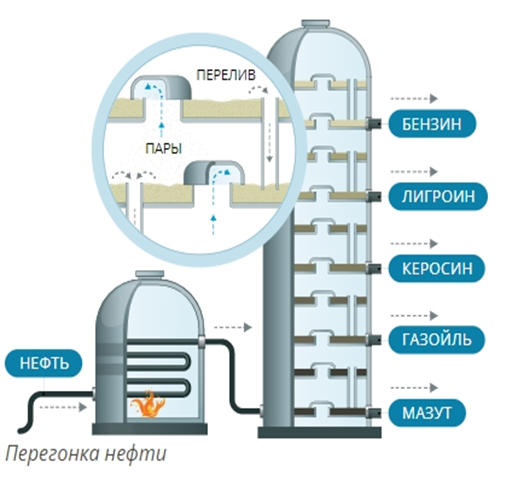 ПЕРЕЛИВ
ПАРЫ
БЕНЗИН
ЛИГРОИН
КЕРОСИН
ГАЗОЙЛЬ
НЕФТЬ
МАЗУТ
Перегонка нефти